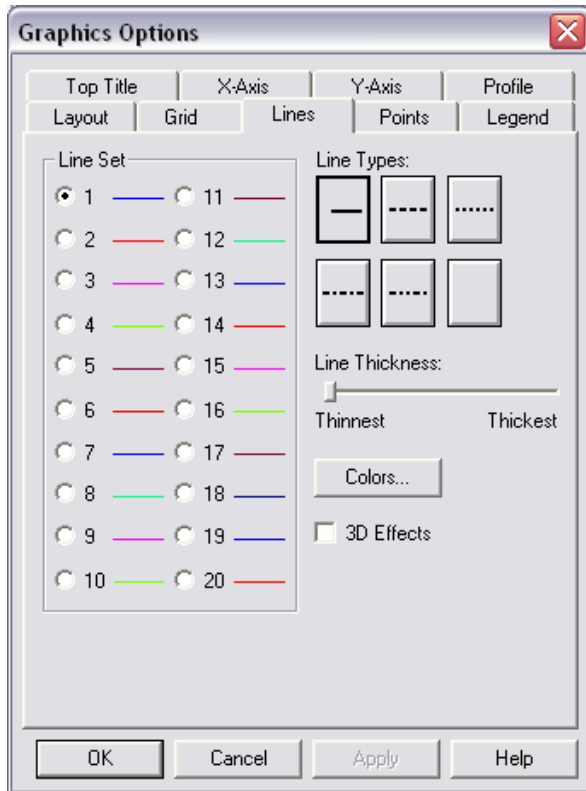 Graphics Options
Top Title X-Axis Y-Axis Profile
Layout Grid Lines Points Legend
Line Set
1 11
2 12
3 13
4 14
5 15
6 16
7 17
8 18
9 19
10 20
Line Types:
Line Thickness:
Thinnest Thickest
Colors...
3D Effects
OK Cancel Apply Help